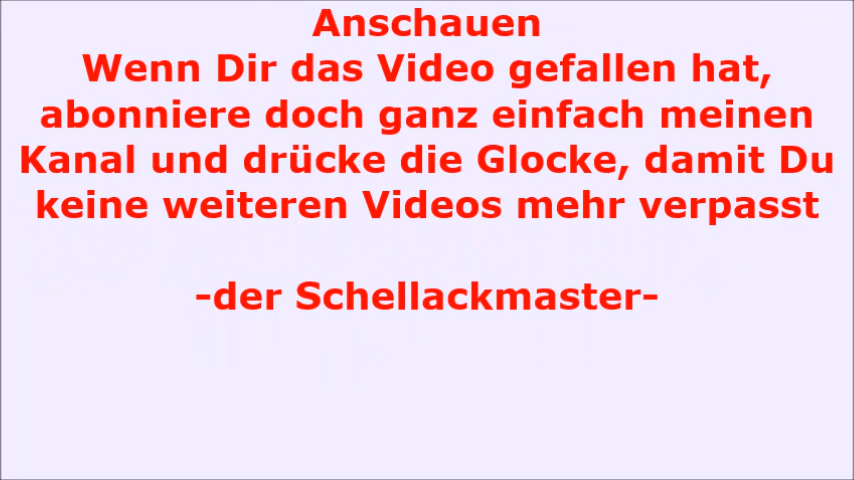 Anschauen
Wenn Dir das Video gefallen hat,
abonniere doch ganz einfach meinen
Kanal und drücke die Glocke, damit Du
keine weiteren Videos mehr verpasst
-der Schellackmaster-